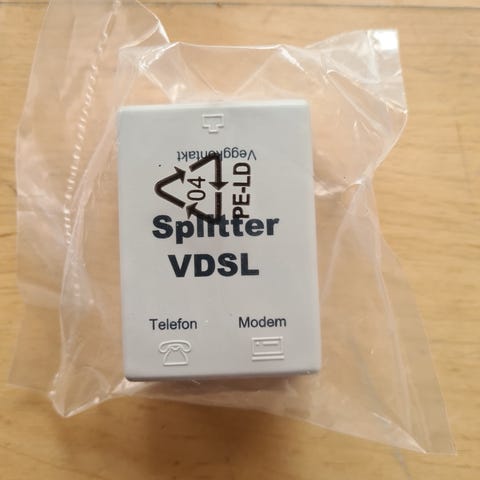 Veggkontakt
04
PE-LD
Splitter
VDSL
Telefon Modem